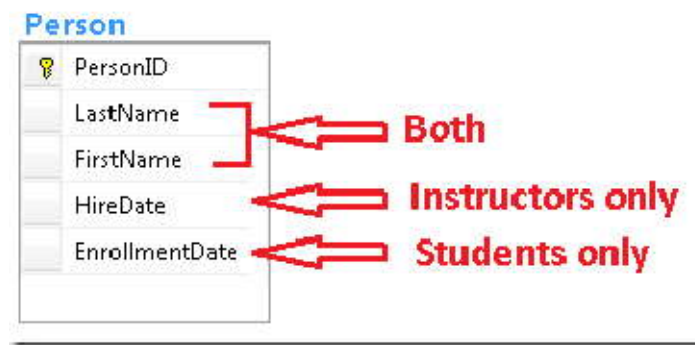 Person
PersonID
LastName
FirstName
Both
HireDate
Instructors only
EnrollmentDate
Students only